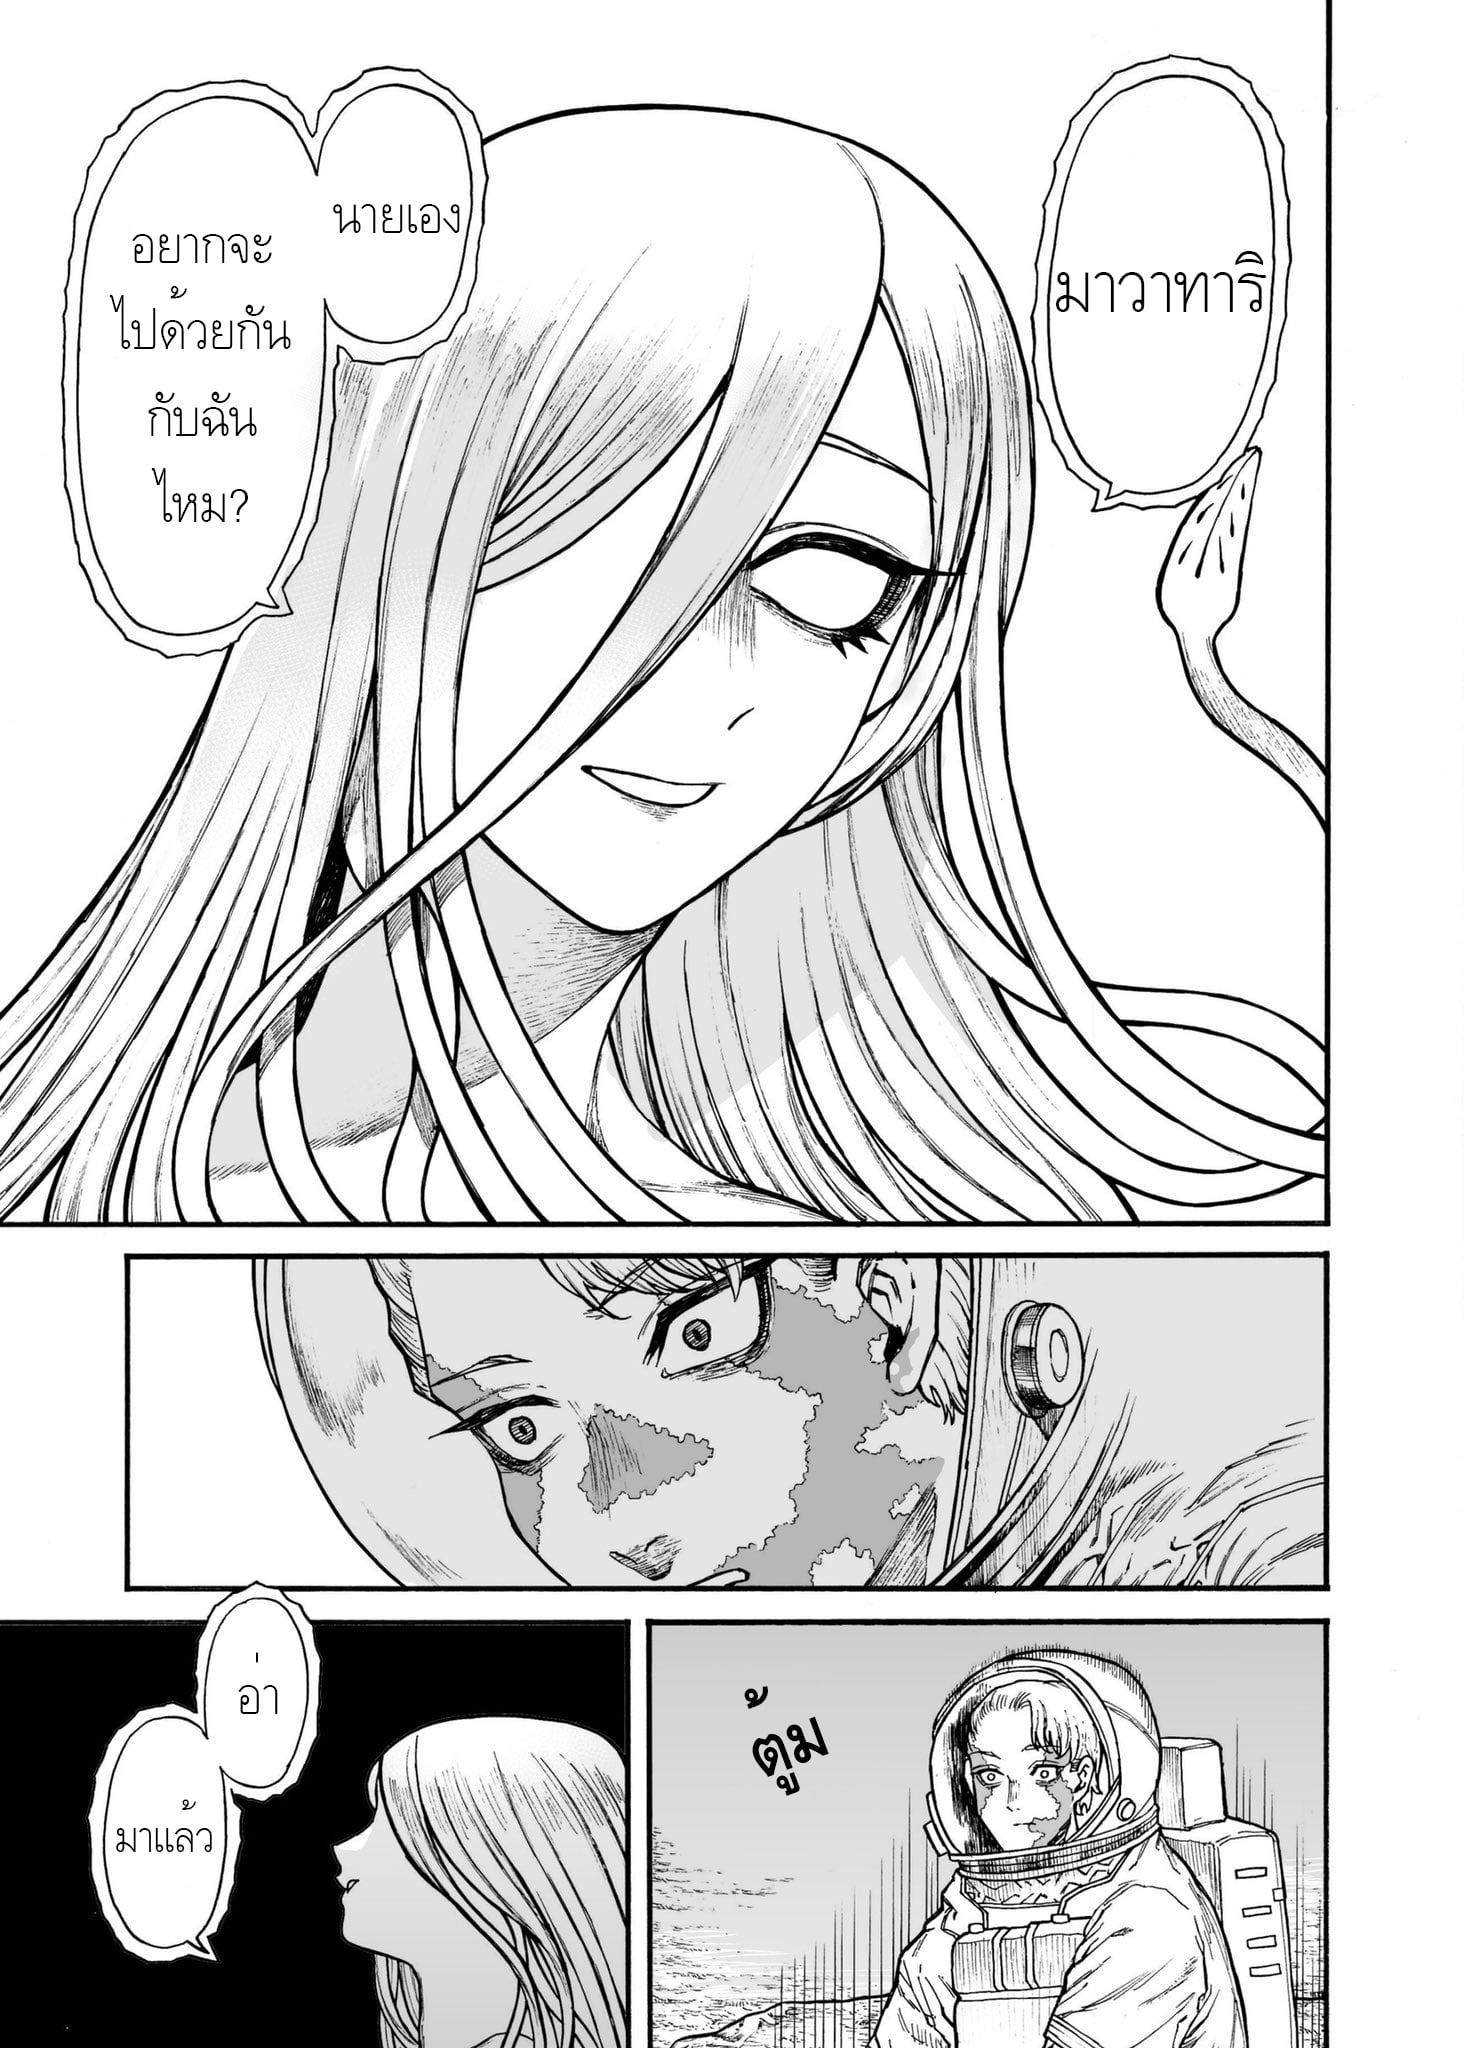 มาวาทาริ
นายเอง
อยากจะ
ไปด้วยกัน
กับฉัน
ไหม?
ตู้ม
อ่า
มาแล้ว